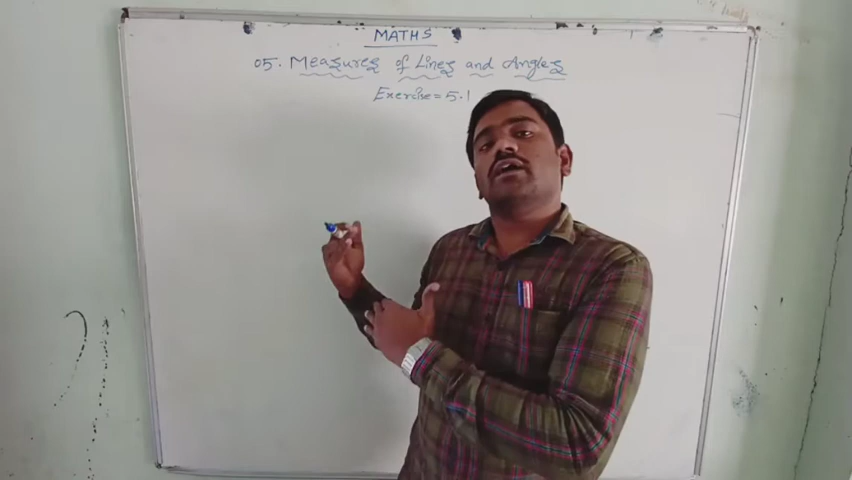 MATHS
05. Measures of Lines and Angles
Exercise = 5.1